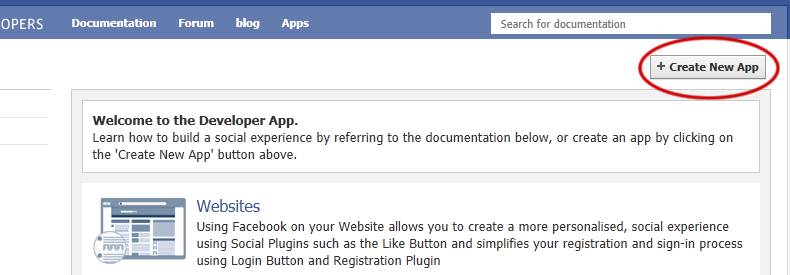 OPERS Documentation Forum blog Apps Search for documentation
+ Create New App
Welcome to the Developer App.
Learn how to build a social experience by referring to the documentation below, or create an app by clicking on
the 'Create New App' button above.
Websites
Using Facebook on your Website allows you to create a more personalised, social experience
using Social Plugins such as the Like Button and simplifies your registration and sign-in process
using Login Button and Registration Plugin